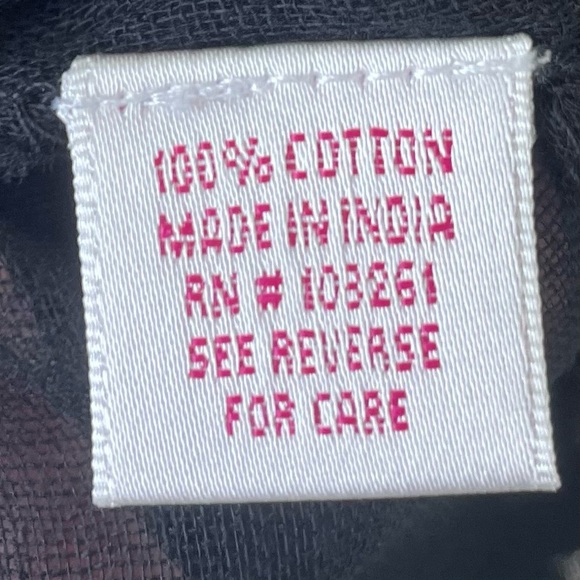 100% COTTON
MADE IN INDIA
RN # 103261
SEE REVERSE
FOR CARE